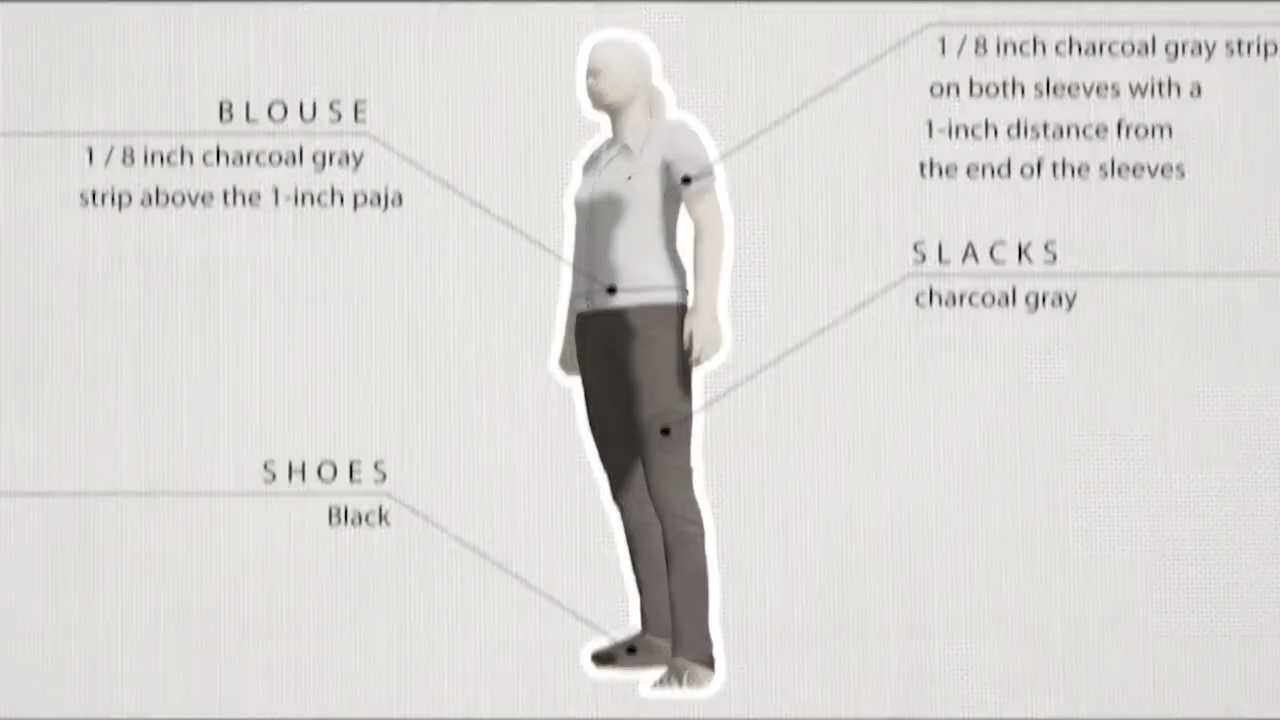 BLOUSE
1 / 8 inch charcoal gray
strip above the 1-inch paja
1 / 8 inch charcoal gray strip
on both sleeves with a
1-inch distance from
the end of the sleeves
SLACKS
charcoal gray
SHOES
Black